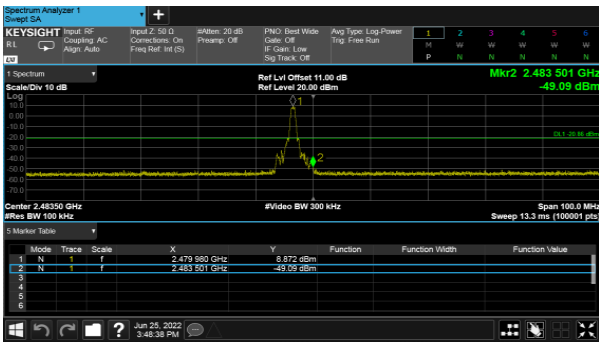 Spectrum Analyzer 1
Swept SA
+
KEYSIGHT Input: RF Input Z: 50 Ω #Atten: 20 dB PNO: Best Wide Avg Type: Log-Power 1 2 3 4 5 6
RL Coupling: AC Corrections: On Preamp: Off Gate: Off Trig: Free Run M W W W W W
Align: Auto Freq Ref: Int (S) IF Gain: Low P N N N N N
Sig Track: Off
LXI
1 Spectrum Ref Lvl Offset 11.00 dB Mkr2 2.483 501 GHz
Scale/Div 10 dB Ref Level 20.00 dBm -49.09 dBm
Log
10.0
0.00
-10.0
-20.0
-30.0
-40.0
-50.0
-60.0
-70.0
1
DL1 -20.86 dBm
2
Center 2.48350 GHz #Video BW 300 kHz Span 100.0 MHz
#Res BW 100 kHz Sweep 13.3 ms (100001 pts)
5 Marker Table
Mode Trace Scale X Y Function Function Width Function Value
1 N 1 f 2.479 980 GHz 8.872 dBm
2 N 1 f 2.483 501 GHz -49.09 dBm
3
4
5
6
? Jun 25, 2022
3:48:38 PM